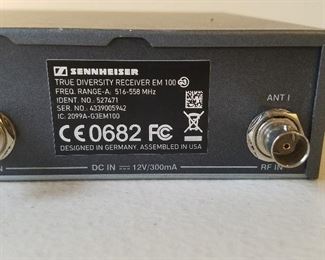 SENNHEISER
TRUE DIVERSITY RECEIVER EM 100 G3
FREQ. RANGE-A. 516-558 MHz
IDENT. NO.: 527471
SER. NO.: 4339005942
IC: 2099A-G3EM100
CE 0682 FC
DESIGNED IN GERMANY, ASSEMBLED IN USA
ANT I
N
DC IN 12V/300mA
RF IN